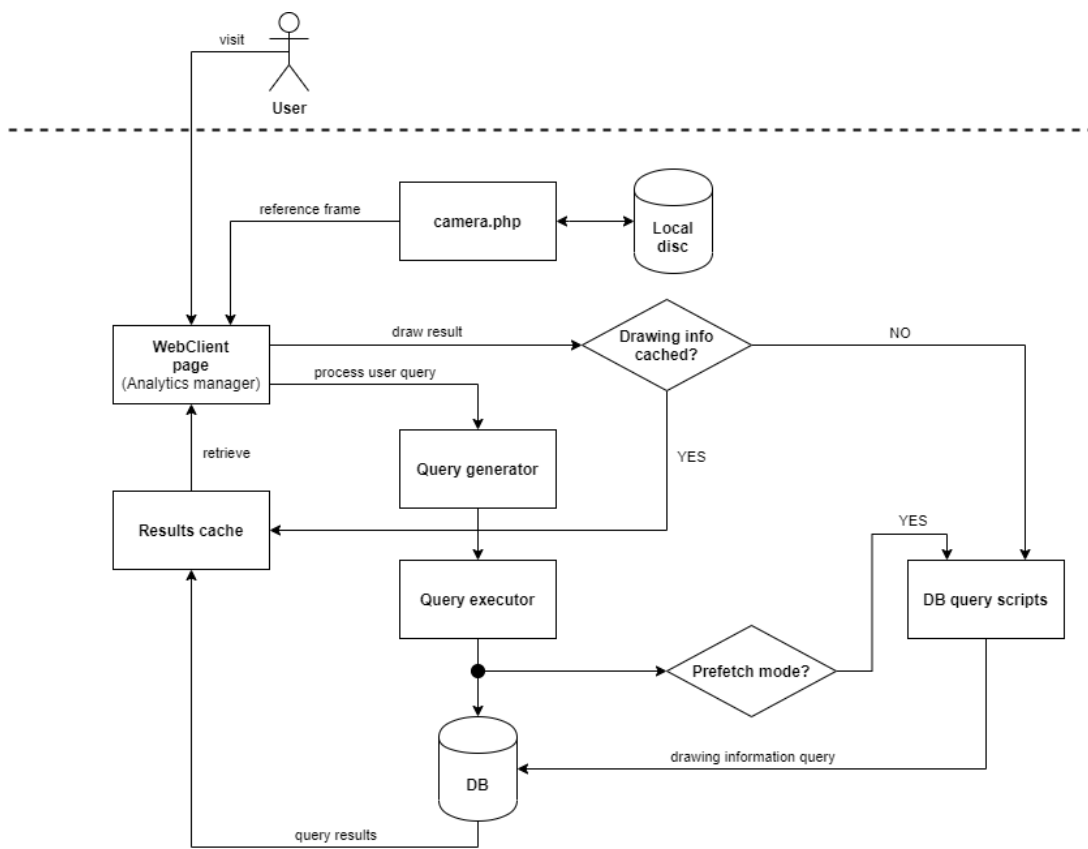 visit
User
reference frame
camera.php
Local
disc
WebClient
page
(Analytics manager)
draw result
Drawing info
cached?
NO
process user query
retrieve
Query generator
YES
Results cache
YES
Query executor
DB query scripts
Prefetch mode?
drawing information query
DB
query results